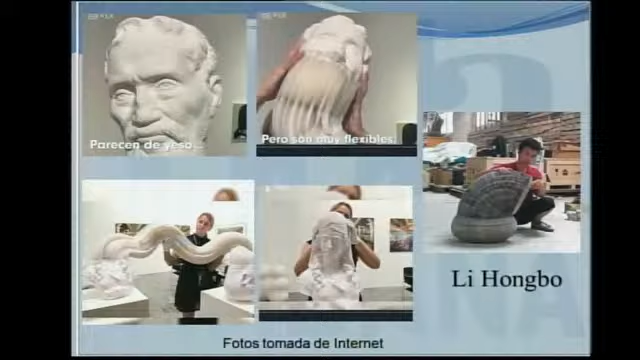 Parecen de yeso...
Pero son muy flexibles.
Li Hongbo
Fotos tomada de Internet